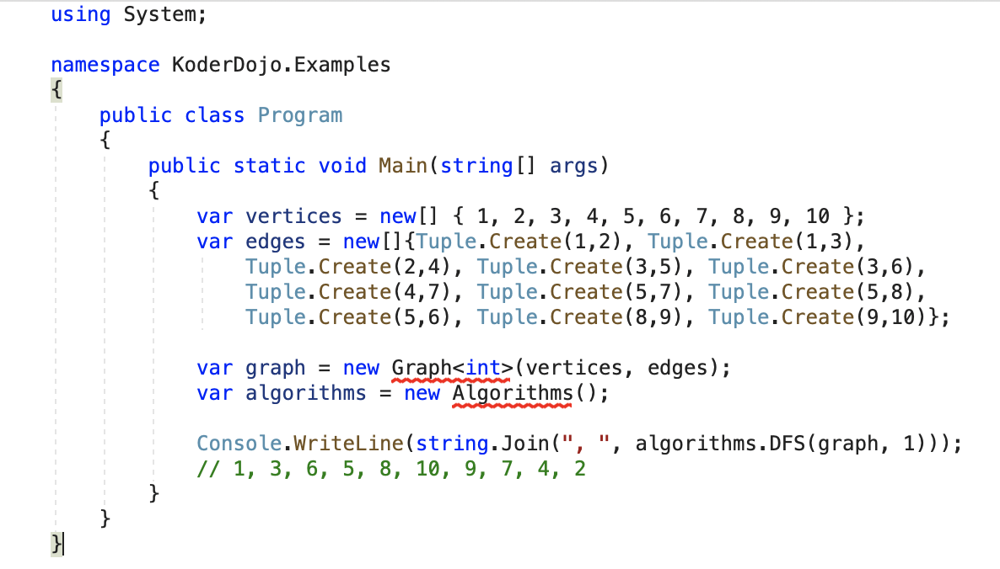 using System;

namespace KoderDojo.Examples
{
    public class Program
    {
        public static void Main(string[] args)
        {
            var vertices = new[] { 1, 2, 3, 4, 5, 6, 7, 8, 9, 10 };
            var edges = new[]{Tuple.Create(1,2), Tuple.Create(1,3),
                Tuple.Create(2,4), Tuple.Create(3,5), Tuple.Create(3,6),
                Tuple.Create(4,7), Tuple.Create(5,7), Tuple.Create(5,8),
                Tuple.Create(5,6), Tuple.Create(8,9), Tuple.Create(9,10)};

            var graph = new Graph<int>(vertices, edges);
            var algorithms = new Algorithms();

            Console.WriteLine(string.Join(", ", algorithms.DFS(graph, 1)));
            // 1, 3, 6, 5, 8, 10, 9, 7, 4, 2
        }
    }
}